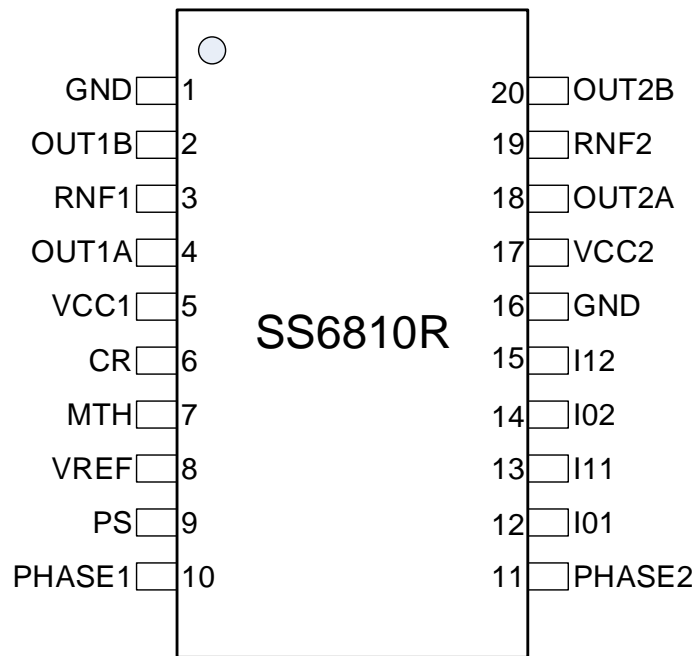 GND 1 20 OUT2B
OUT1B 2 19 RNF2
RNF1 3 18 OUT2A
OUT1A 4 17 VCC2
VCC1 5 16 GND
SS6810R
CR 6 15 I12
MTH 7 14 I02
VREF 8 13 I11
PS 9 12 I01
PHASE1 10 11 PHASE2